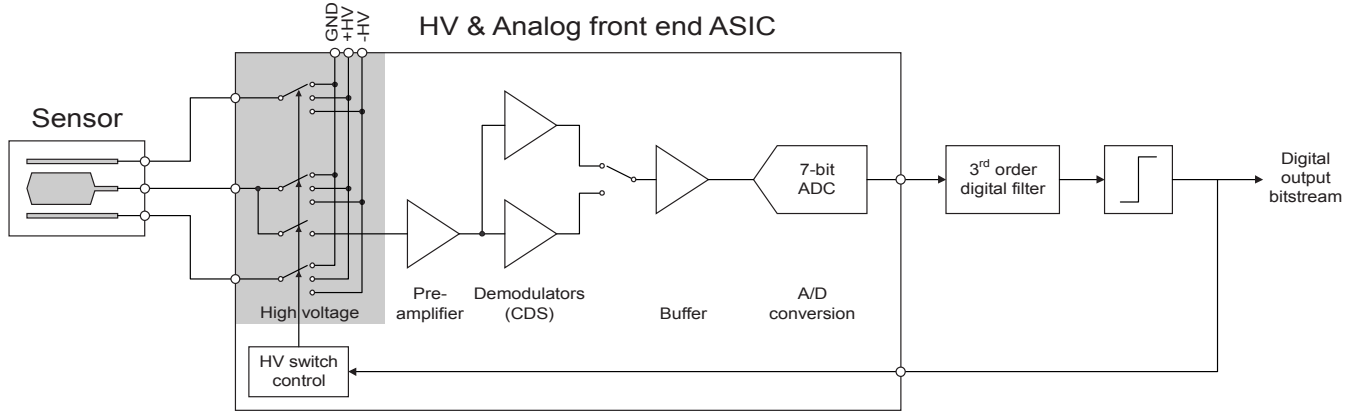 GND
+HV
-HV
HV & Analog front end ASIC
Sensor
7-bit
ADC
3rd order
digital filter
Digital
output
bitstream
High voltage
Pre-
amplifier
Demodulators
(CDS)
Buffer
A/D
conversion
HV switch
control